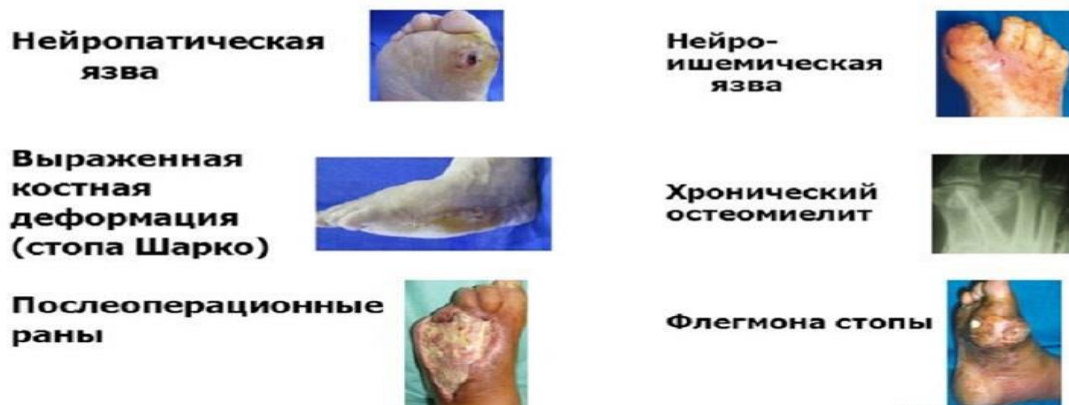 Нейропатическая
язва
Нейро-
ишемическая
язва
Выраженная
костная
деформация
(стопа Шарко)
Хронический
остеомиелит
Послеоперационные
раны
Флегмона стопы